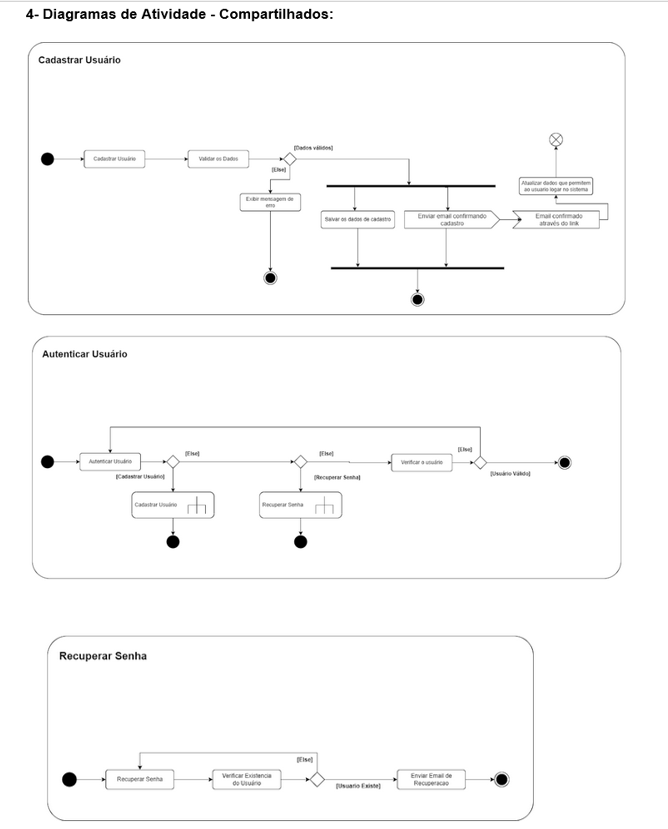 4- Diagramas de Atividade - Compartilhados:
Cadastrar Usuário
Cadastrar Usuário
Validar os Dados
[Dados válidos]
[Else]
Exibir mensagem de
erro
Salvar os dados de cadastro
Enviar email confirmando
cadastro
Email confirmado
através do link
Atualizar dados que permitem
ao usuario logar no sistema
Autenticar Usuário
Autenticar Usuário
[Else]
[Cadastrar Usuário]
Cadastrar Usuário
[Else]
[Recuperar Senha]
Recuperar Senha
Verificar o usuário
[Else]
[Usuário Válido]
Recuperar Senha
Recuperar Senha
Verificar Existencia
do Usuário
[Else]
[Usuario Existe]
Enviar Email de
Recuperacao